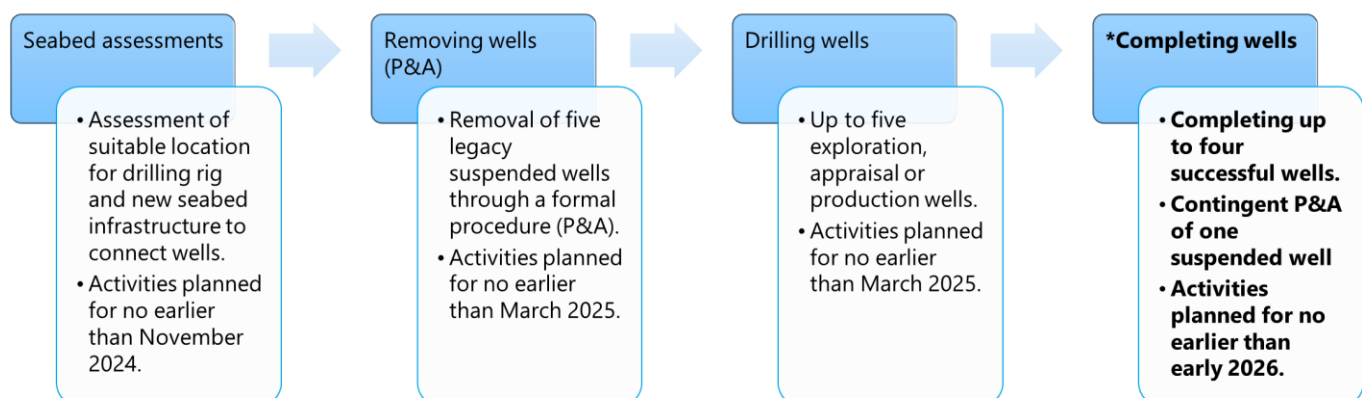 Seabed assessments
• Assessment of
suitable location
for drilling rig
and new seabed
infrastructure to
connect wells.
• Activities planned
for no earlier
than November
2024.
Removing wells
(P&A)
• Removal of five
legacy
suspended wells
through a formal
procedure (P&A).
• Activities planned
for no earlier
than March 2025.
Drilling wells
• Up to five
exploration,
appraisal or
production wells.
• Activities planned
for no earlier
than March 2025.
*Completing wells
• Completing up
to four
successful wells.
• Contingent P&A
of one
suspended well
• Activities
planned for no
earlier than
early 2026.